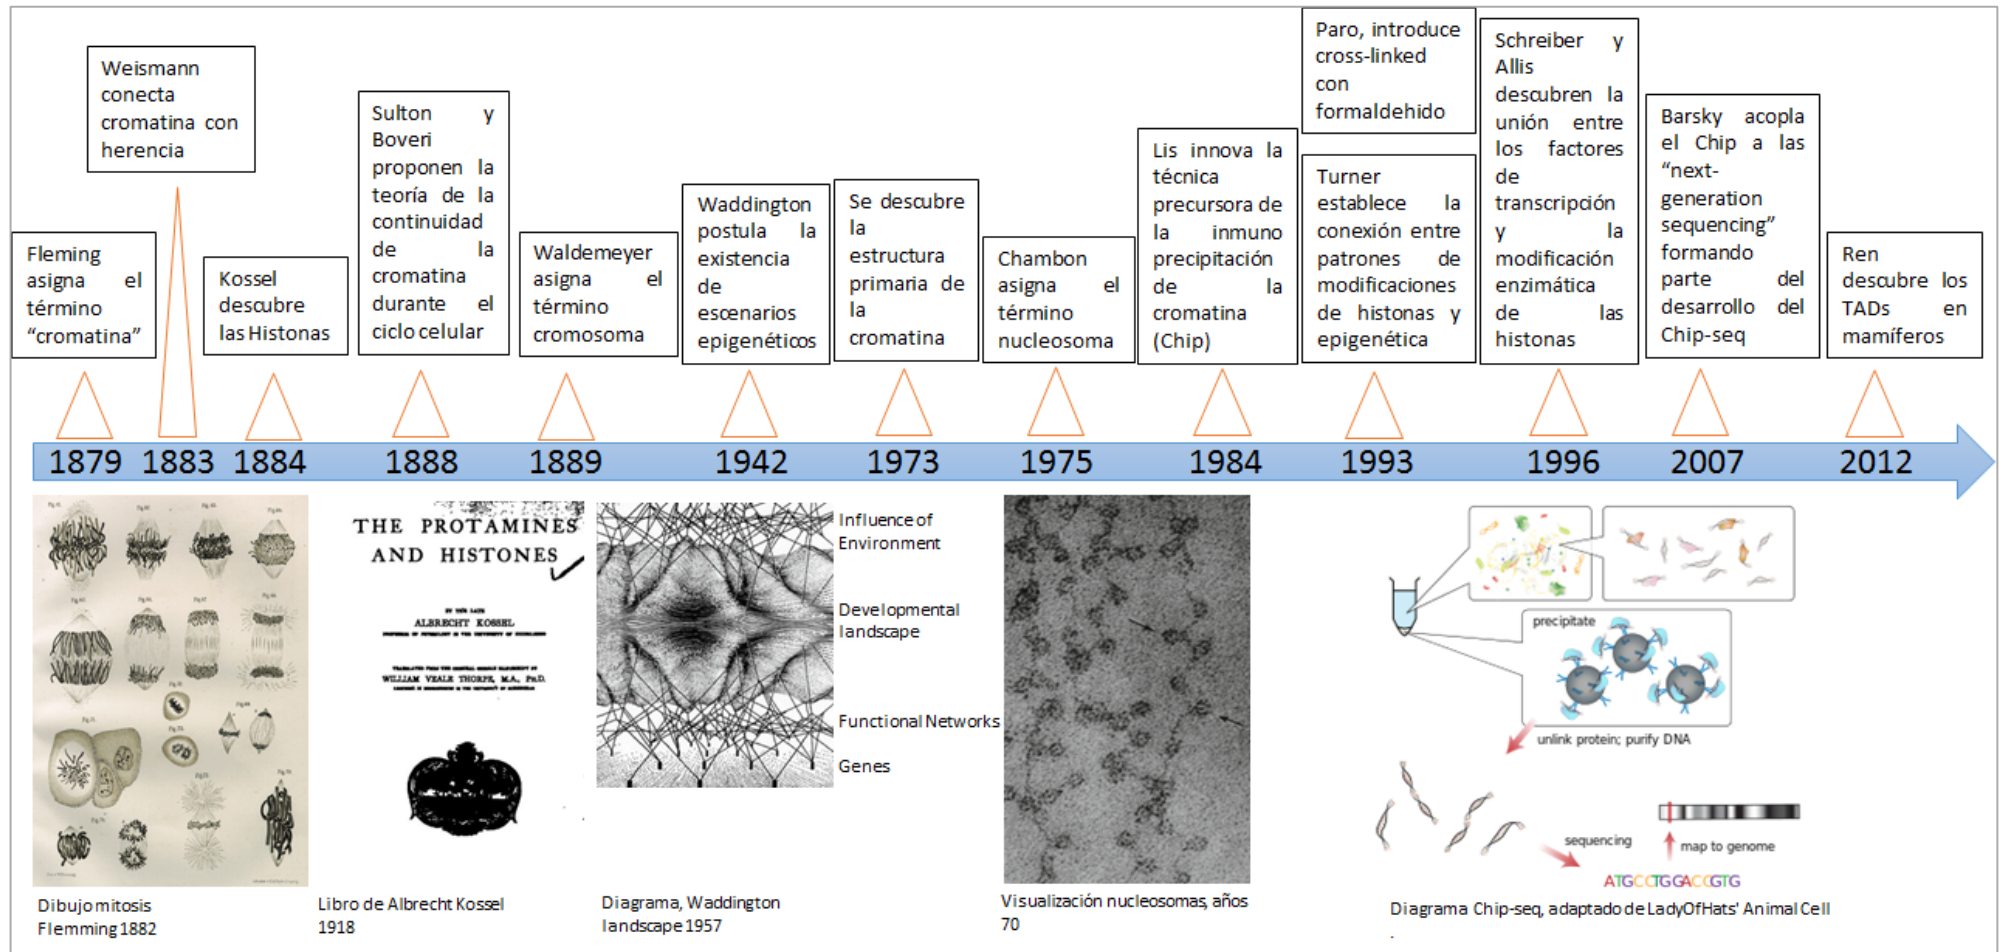 Weismann
conecta
cromatina con
herencia
Fleming
asigna el
término
“cromatina”
Kossel
descubre
las Histonas
Sulton y
Boveri
proponen la
teoría de la
continuidad
de la
cromatina
durante el
ciclo celular
Waldemeyer
asigna el
término
cromosoma
Waddington
postula la
existencia
de
escenarios
epigenéticos
Se descubre
la
estructura
primaria de
la
cromatina
Chambon
asigna el
término
nucleosoma
Lis innova la
técnica
precursora de
la inmuno
precipitación
de la
cromatina
(Chip)
Paro, introduce
cross-linked
con
formaldehido
Turner
establece la
conexión entre
patrones de
modificaciones
de histonas y
epigenética
Schreiber y
Allis
descubren la
unión entre
los factores
de
transcripción
y la
modificación
enzimática
de las
histonas
Barsky acopla
el Chip a las
“next-
generation
sequencing”
formando
parte del
desarrollo del
Chip-seq
Ren
descubre los
TADs en
mamíferos
1879 1883 1884 1888 1889 1942 1973 1975 1984 1993 1996 2007 2012
THE PROTAMINES
AND HISTONES
BY THE LATE
ALBRECHT KOSSEL
WILLIAM VEALE THORPE, M.A., PH.D.
Influence of
Environment
Developmental
landscape
Functional Networks
Genes
precipitate
unlink protein; purify DNA
sequencing
map to genome
ATGCCTGGACCGTG
Dibujo mitosis
Flemming 1882
Libro de Albrecht Kossel
1918
Diagrama, Waddington
landscape 1957
Visualización nucleosomas, años
70
Diagrama Chip-seq, adaptado de LadyOfHats' Animal Cell
.